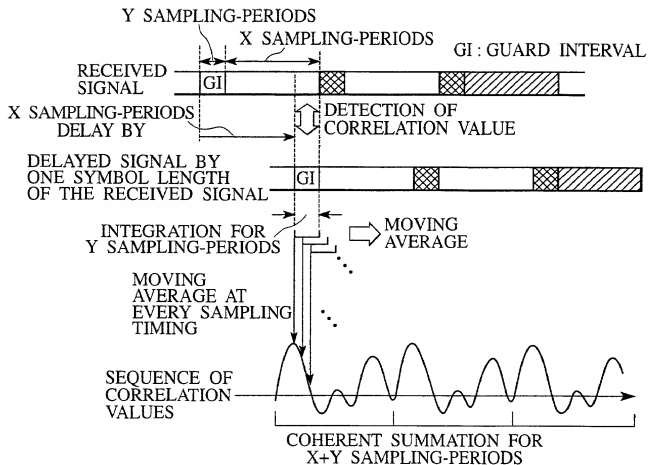 Y SAMPLING-PERIODS
X SAMPLING-PERIODS
GI : GUARD INTERVAL
RECEIVED
SIGNAL
GI
X SAMPLING-PERIODS
DELAY BY
DETECTION OF
CORRELATION VALUE
DELAYED SIGNAL BY
ONE SYMBOL LENGTH
OF THE RECEIVED SIGNAL
GI
INTEGRATION FOR
Y SAMPLING-PERIODS
MOVING
AVERAGE
MOVING
AVERAGE AT
EVERY SAMPLING
TIMING
SEQUENCE OF
CORRELATION
VALUES
COHERENT SUMMATION FOR
X+Y SAMPLING-PERIODS